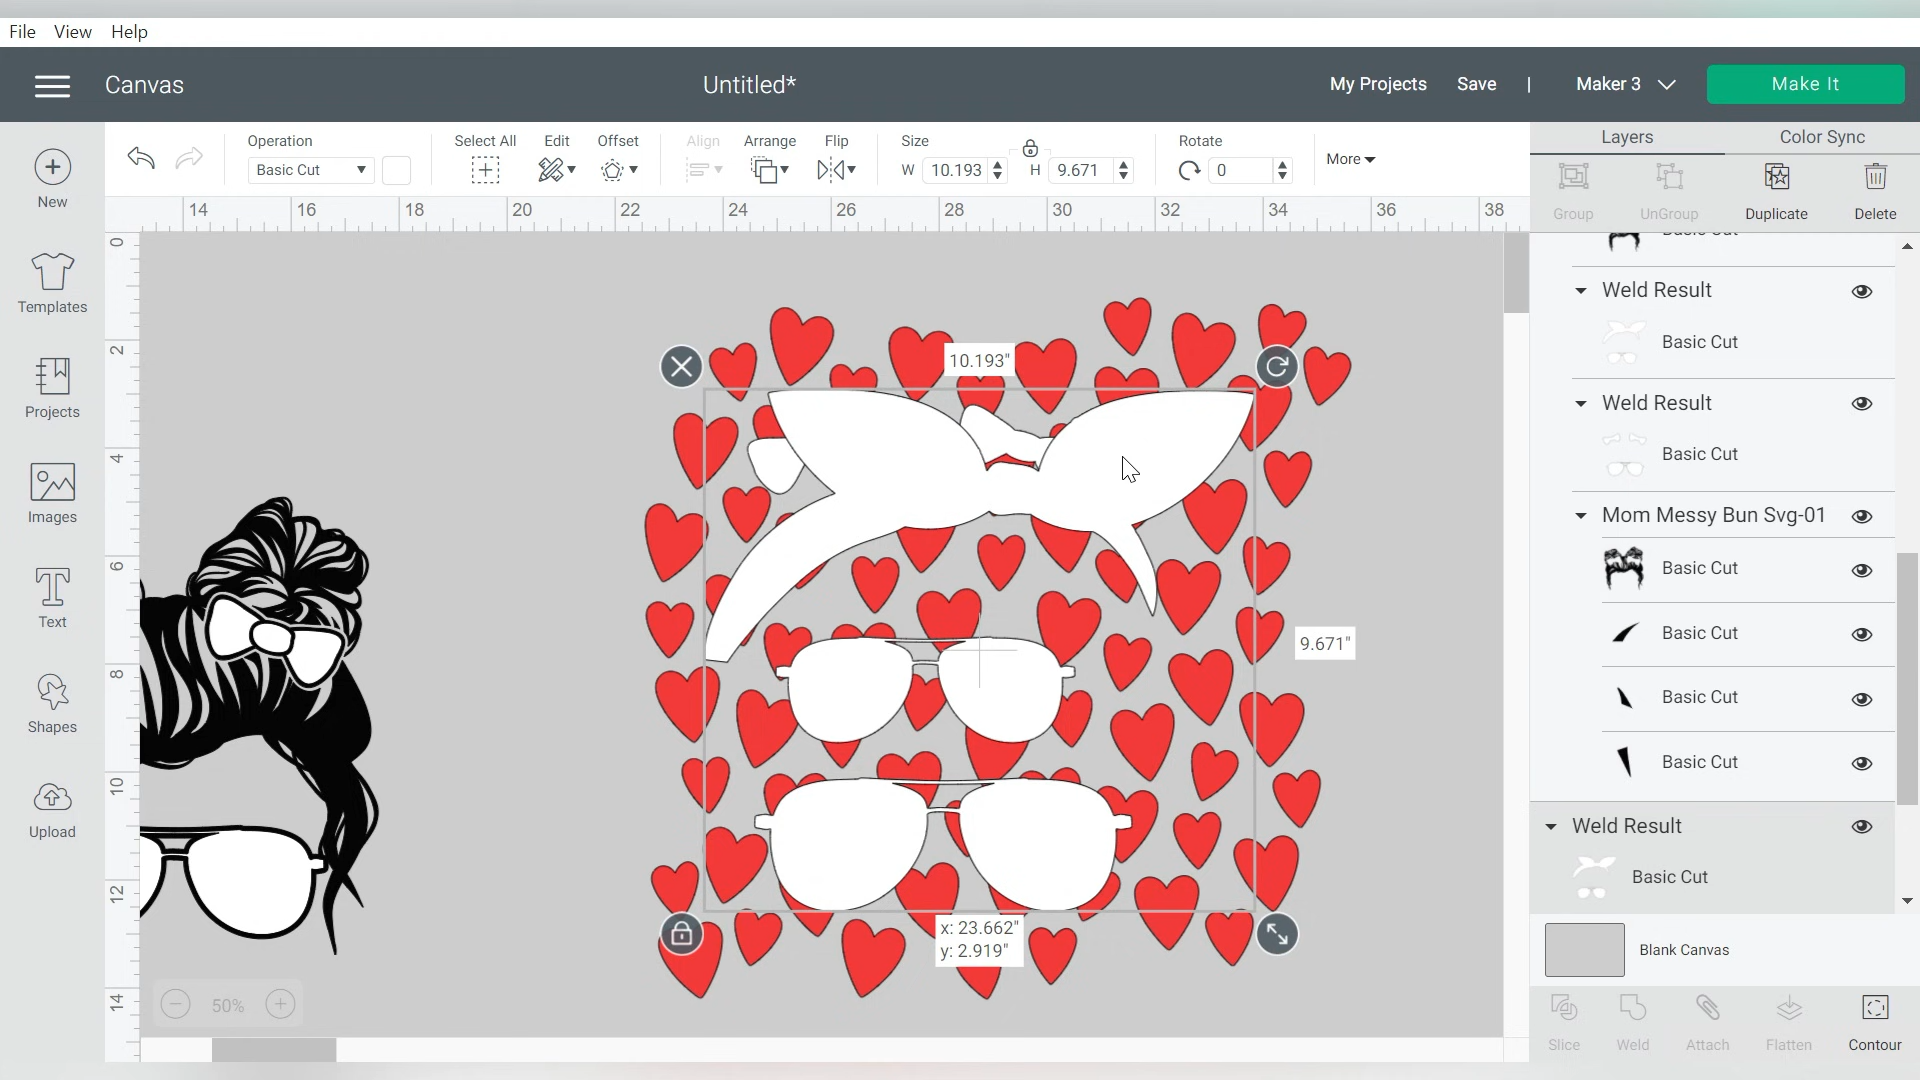 File View Help
Canvas
Untitled*
My Projects Save | Maker 3 Make It
Operation
Basic Cut
Select All Edit Offset Align Arrange Flip
Size
W 10.193 H 9.671
Rotate
0
More
Layers Color Sync
Group UnGroup Duplicate Delete
New
Templates
Projects
Images
Text
Shapes
Upload
14 16 18 20 22 24 26 28 30 32 34 36 38
0
2
4
6
8
10
12
14
10.193"
9.671"
x: 23.662"
y: 2.919"
50%
Basic Cut
Weld Result
Basic Cut
Weld Result
Basic Cut
Mom Messy Bun Svg-01
Basic Cut
Basic Cut
Basic Cut
Basic Cut
Weld Result
Basic Cut
Blank Canvas
Slice Weld Attach Flatten Contour